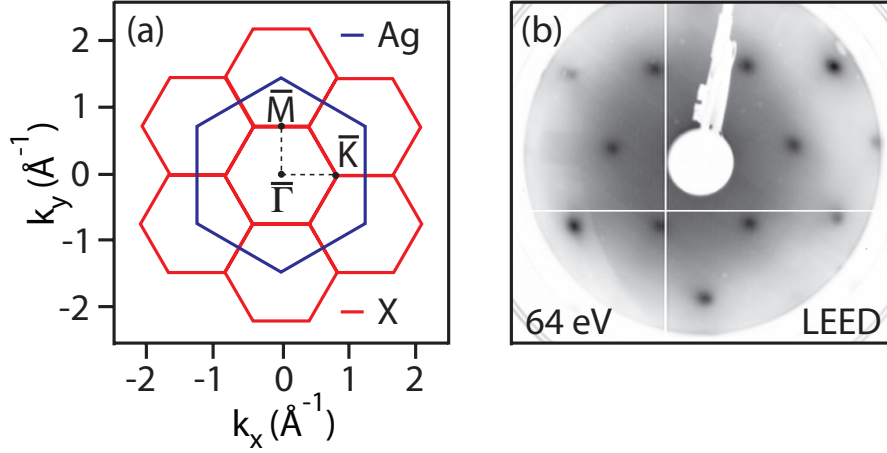 (a)
Ag
M̅
K̅
Γ̅
X
2
1
0
-1
-2
k_y (Å⁻¹)
-2 -1 0 1 2
k_x (Å⁻¹)
(b)
64 eV LEED